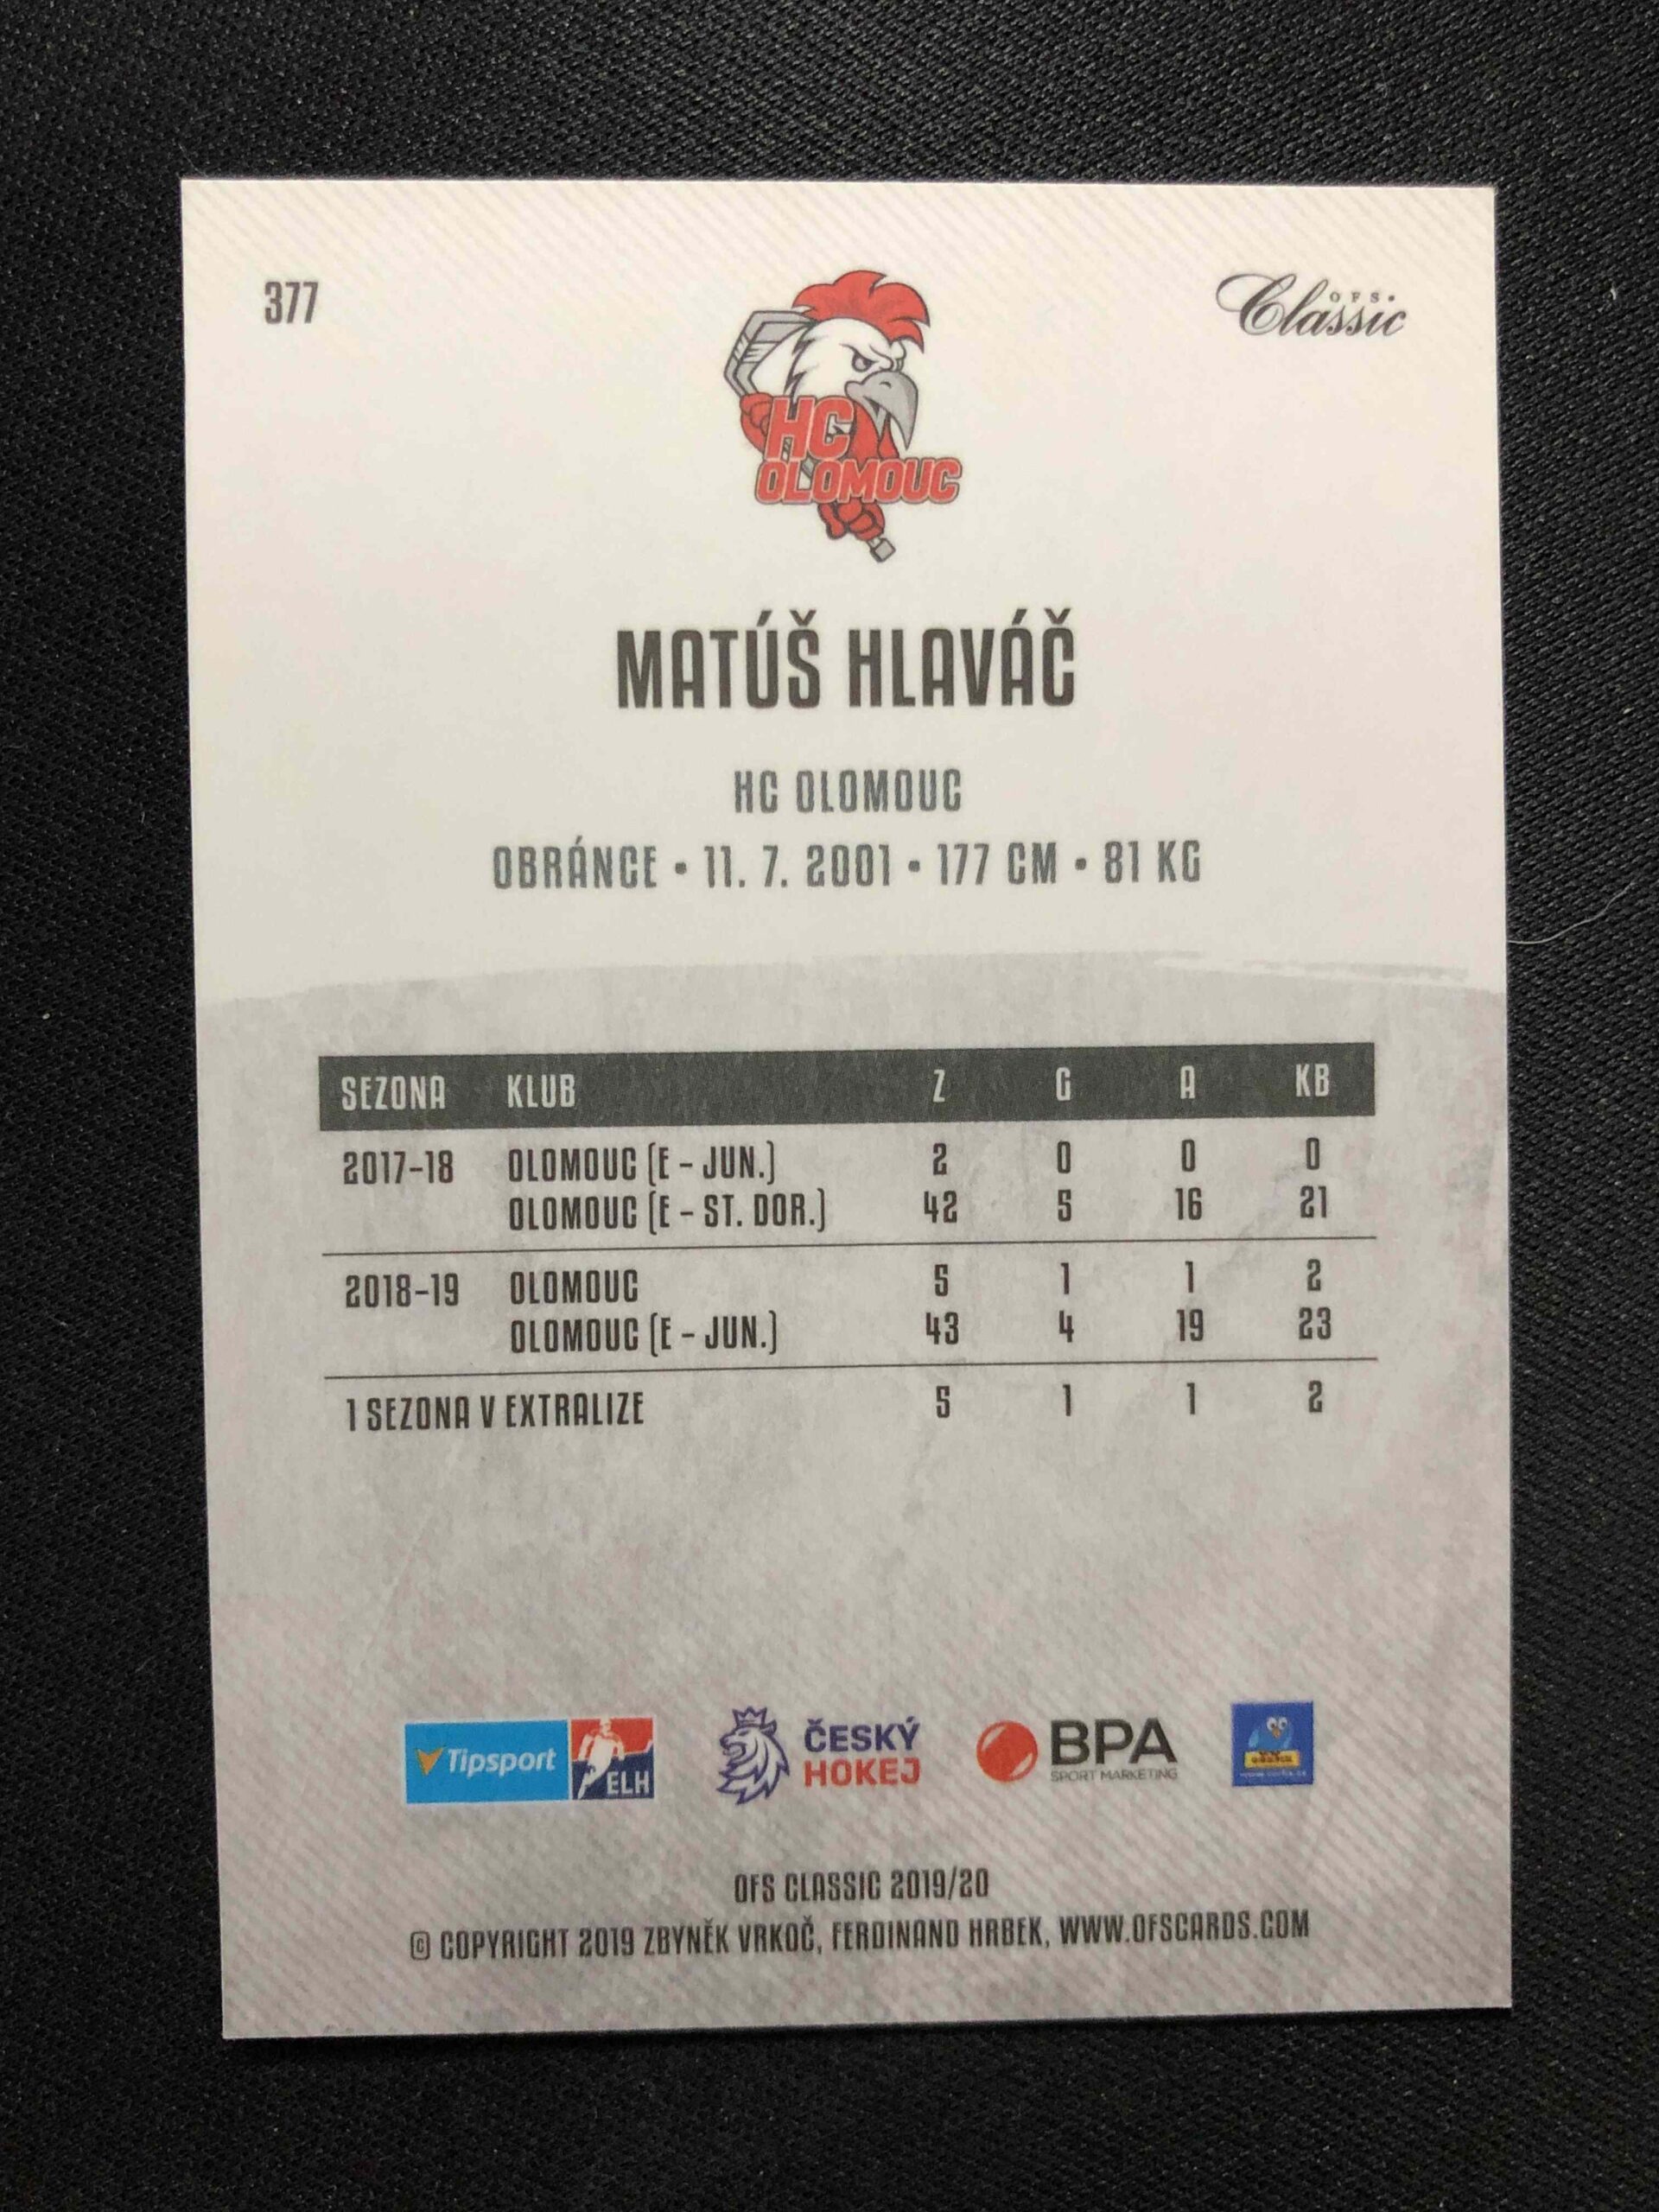 377
OFS
Classic
HC
OLOMOUC
MATÚŠ HLAVÁČ
HC OLOMOUC
OBRÁNCE • 11. 7. 2001 • 177 CM • 81 KG
SEZONA KLUB Z G A KB
2017-18 OLOMOUC (E - JUN.) 2 0 0 0
OLOMOUC (E - ST. DOR.) 42 5 16 21
2018-19 OLOMOUC 5 1 1 2
OLOMOUC (E - JUN.) 43 4 19 23
1 SEZONA V EXTRALIZE 5 1 1 2
Tipsport ELH
ČESKÝ
HOKEJ
BPA
SPORT MARKETING
OFS CLASSIC 2019/20
© COPYRIGHT 2019 ZBYNĚK VRKOČ, FERDINAND HRBEK, WWW.OFSCARDS.COM